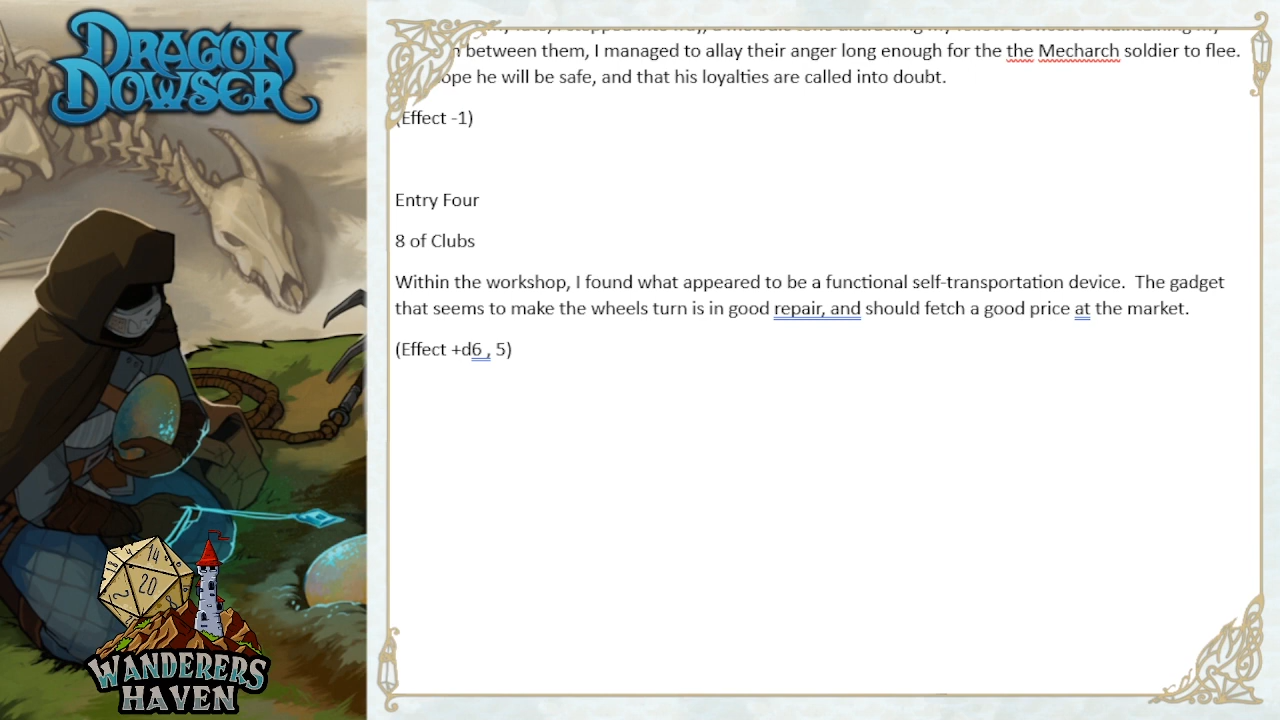 DRAGON
DOWSER
between them, I managed to allay their anger long enough for the the Mecharch soldier to flee.
he will be safe, and that his loyalties are called into doubt.
(Effect -1)
Entry Four
8 of Clubs
Within the workshop, I found what appeared to be a functional self-transportation device. The gadget
that seems to make the wheels turn is in good repair, and should fetch a good price at the market.
(Effect +d6 , 5)
14
20
2
WANDERERS
HAVEN